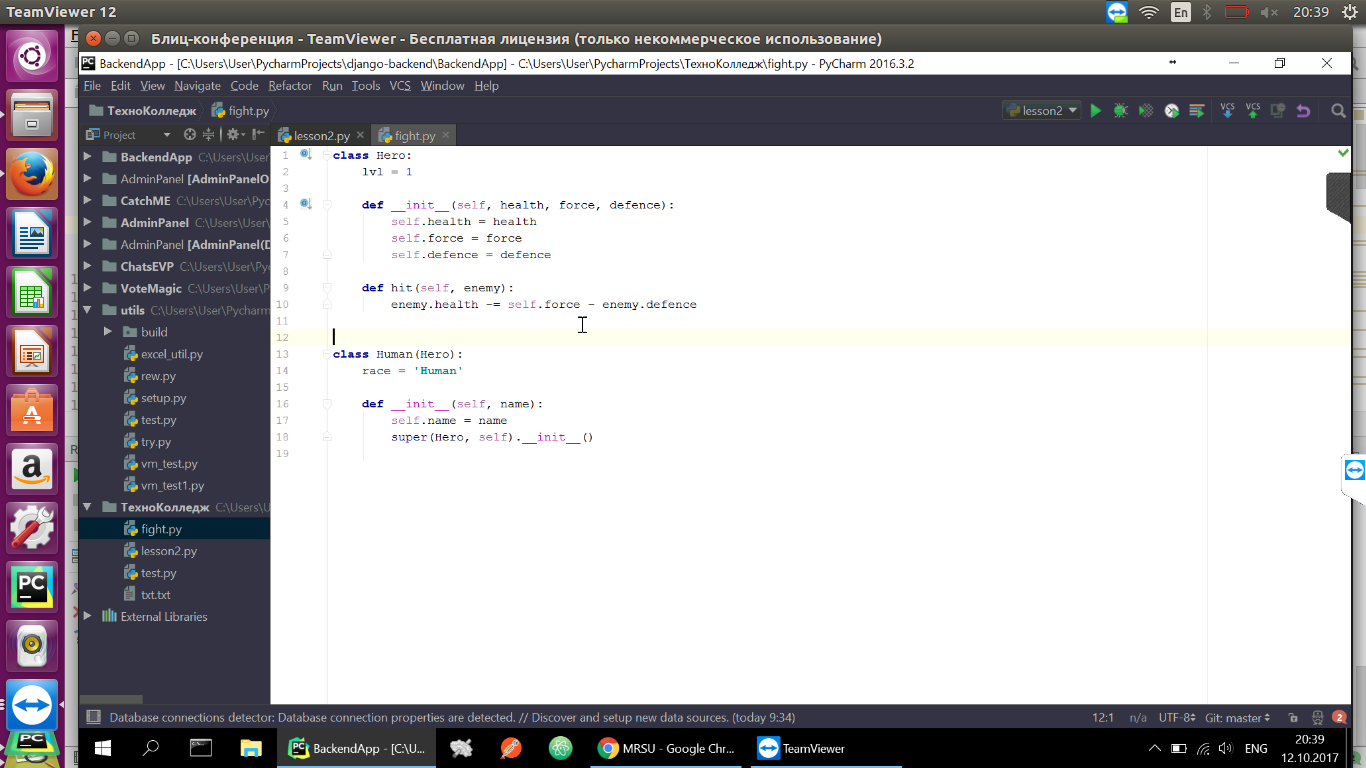 TeamViewer 12
En
20:39
Блиц-конференция - TeamViewer - Бесплатная лицензия (только некоммерческое использование)
BackendApp - [C:\Users\User\PycharmProjects\django-backend\BackendApp] - C:\Users\User\PycharmProjects\ТехноКолледж\fight.py - PyCharm 2016.3.2
File Edit View Navigate Code Refactor Run Tools VCS Window Help
ТехноКолледж fight.py
lesson2
VCS VCS
Project
lesson2.py fight.py
BackendApp C:\Users\User
AdminPanel [AdminPanelO
CatchME C:\Users\User\Pyc
AdminPanel C:\Users\User\
AdminPanel [AdminPanel(D
ChatsEVP C:\Users\User\Py
VoteMagic C:\Users\User\P
utils C:\Users\User\Pycharm
build
excel_util.py
rew.py
setup.py
test.py
try.py
vm_test.py
vm_test1.py
ТехноКолледж C:\Users\U
fight.py
lesson2.py
test.py
txt.txt
External Libraries
1 class Hero:
2 lvl = 1
3
4 def __init__(self, health, force, defence):
5 self.health = health
6 self.force = force
7 self.defence = defence
8
9 def hit(self, enemy):
10 enemy.health -= self.force - enemy.defence
11
12
13 class Human(Hero):
14 race = 'Human'
15
16 def __init__(self, name):
17 self.name = name
18 super(Hero, self).__init__()
19
Database connections detector: Database connection properties are detected. // Discover and setup new data sources. (today 9:34)
12:1 n/a UTF-8 Git: master 2
BackendApp - [C:\U... MRSU - Google Chr... TeamViewer
ENG
20:39
12.10.2017